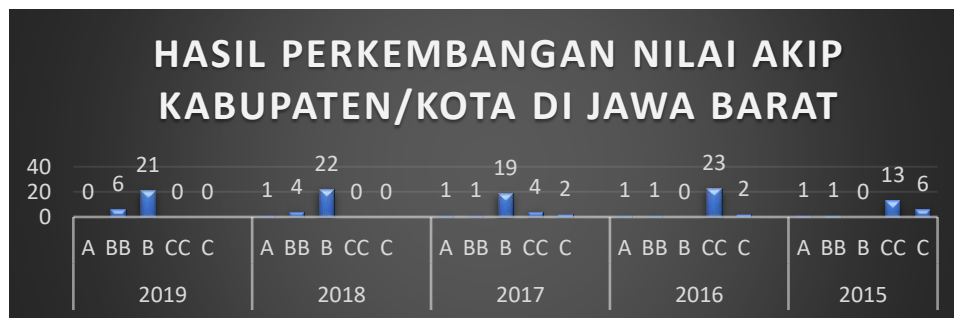 HASIL PERKEMBANGAN NILAI AKIP
KABUPATEN/KOTA DI JAWA BARAT
40
20
0
0 6 21 0 0 1 4 22 0 0 1 1 19 4 2 1 1 0 23 2 1 1 0 13 6
A BB B CC C A BB B CC C A BB B CC C A BB B CC C A BB B CC C
2019 2018 2017 2016 2015